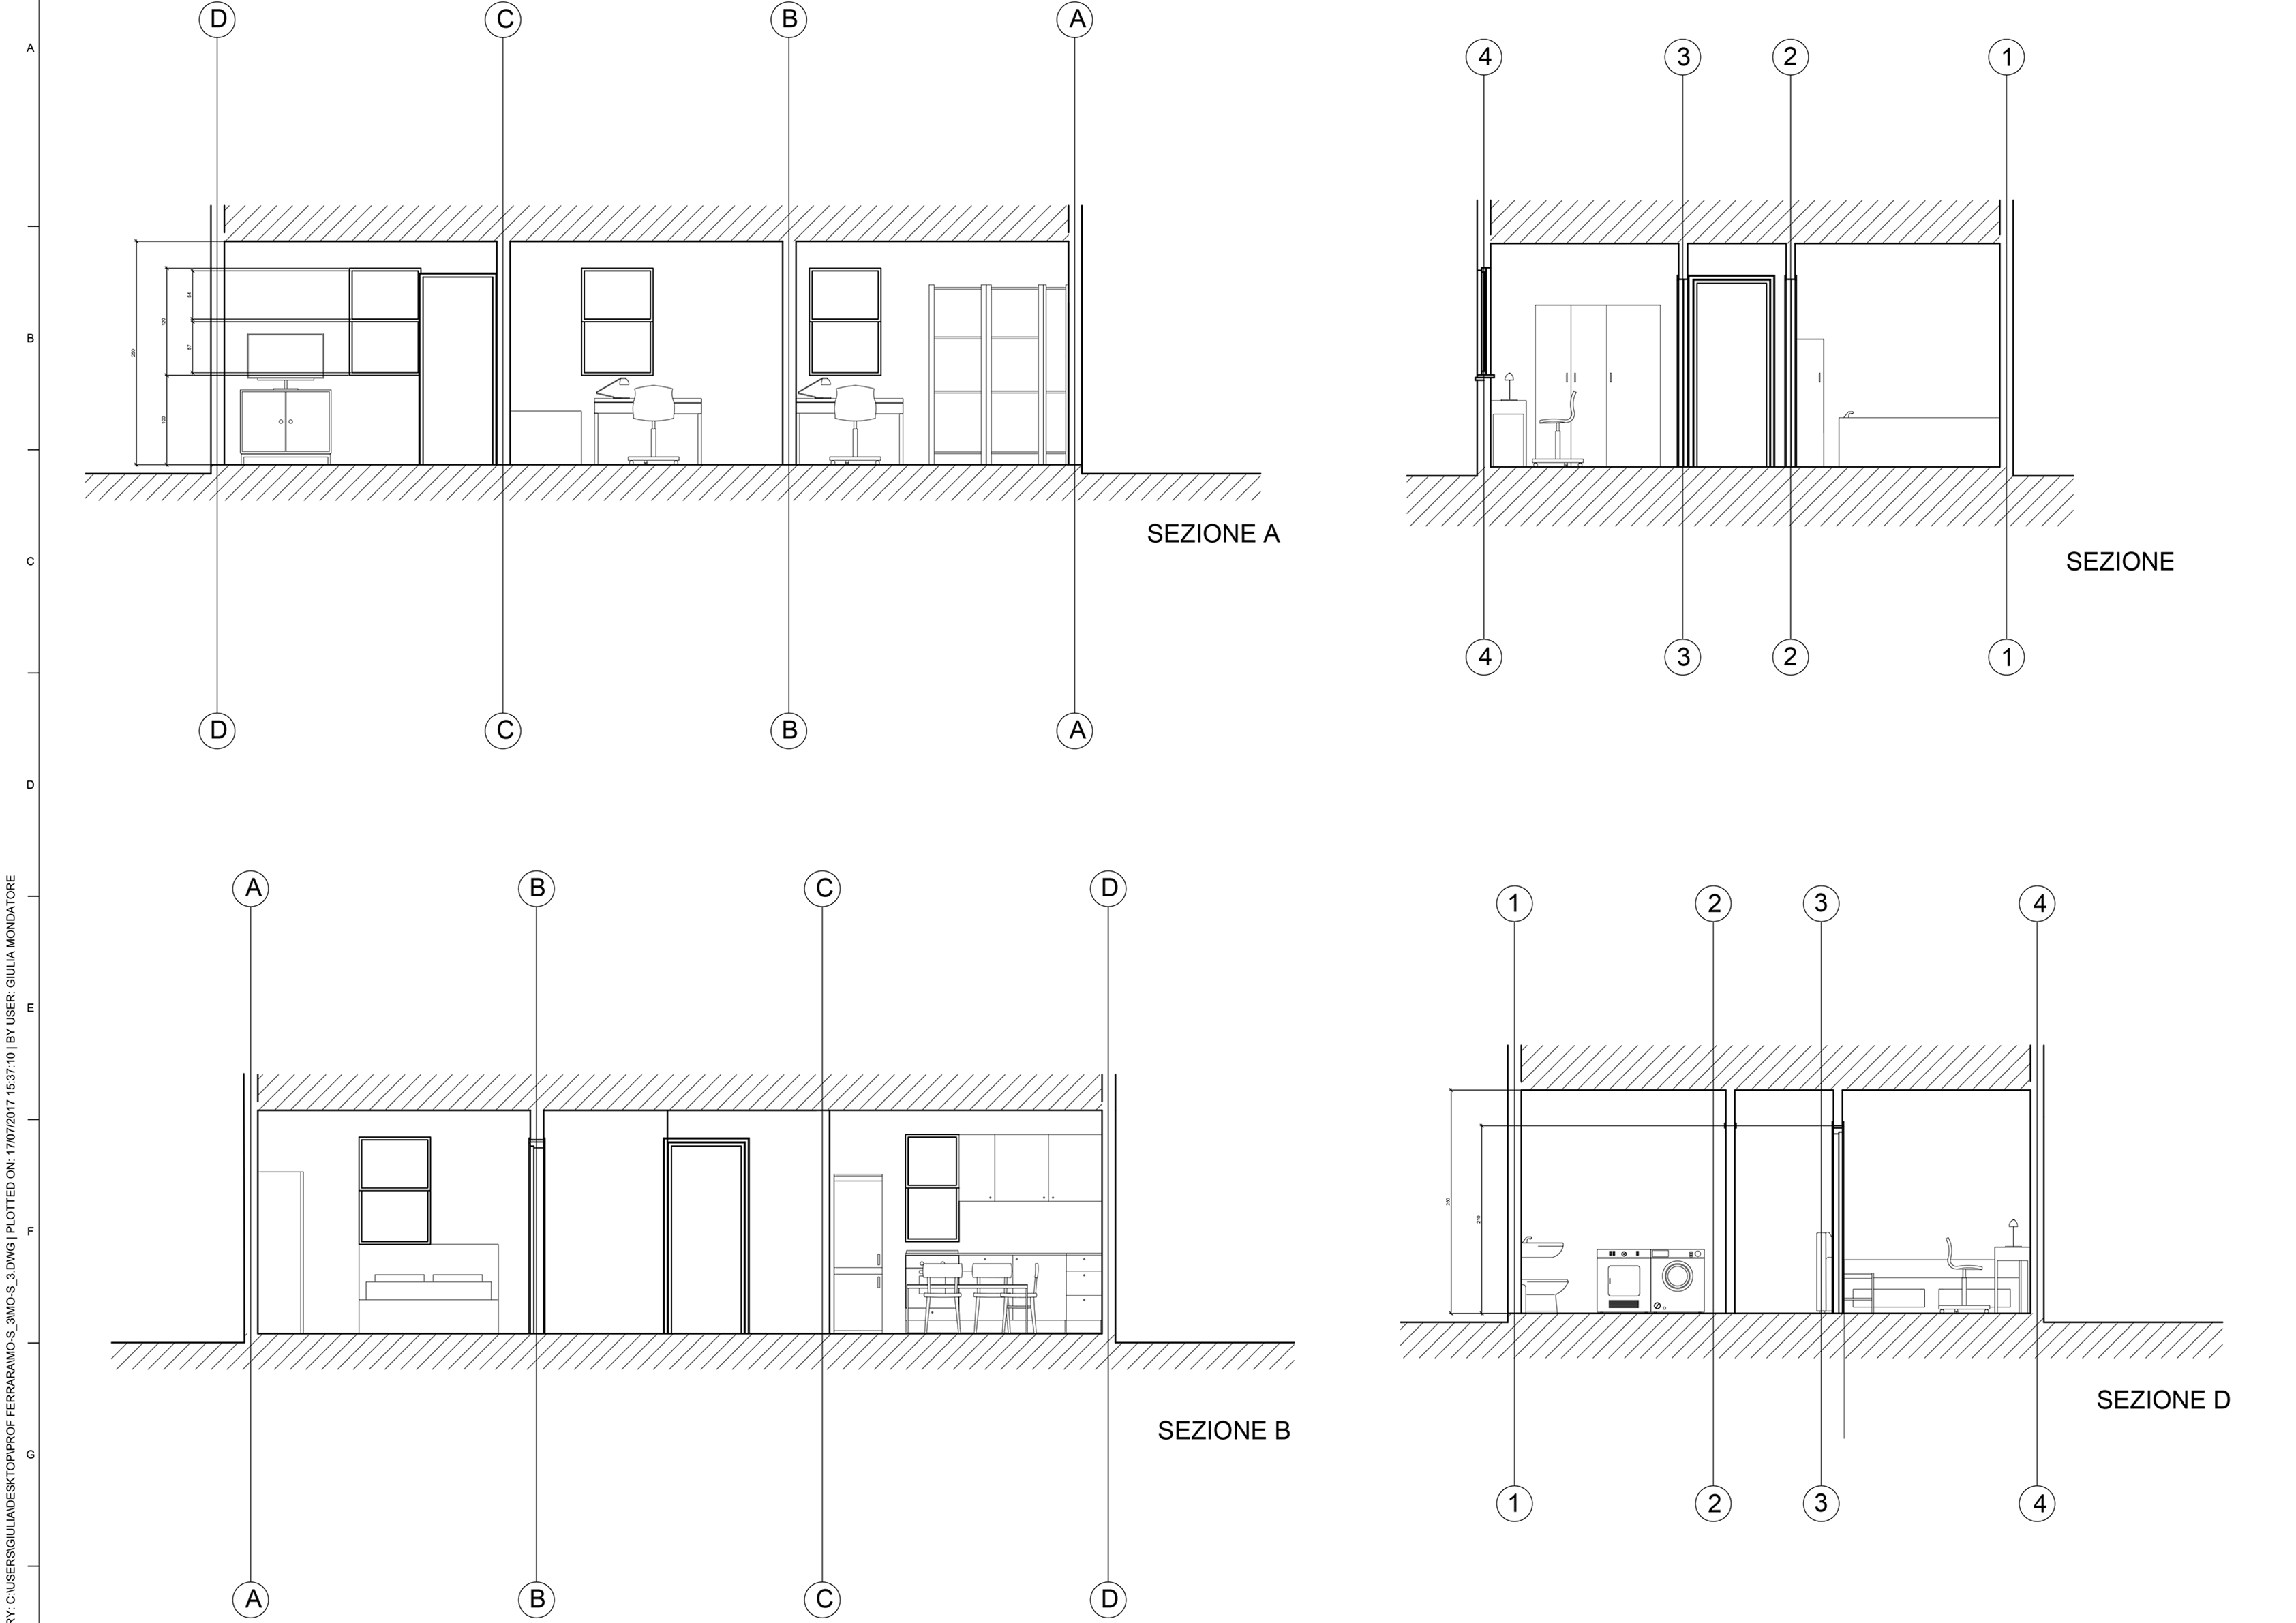 D C B A
4 3 2 1
A
B
C
D
E
F
G
250
120
100
54
57
SEZIONE A
D C B A
SEZIONE
4 3 2 1
A B C D
1 2 3 4
250
210
SEZIONE B
A B C D
SEZIONE D
1 2 3 4
RY: C:\USERS\GIULIA\DESKTOP\PROF FERRARA\MO-S_3\MO-S_3.DWG | PLOTTED ON: 17/07/2017 15:37:10 | BY USER: GIULIA MONDATORE